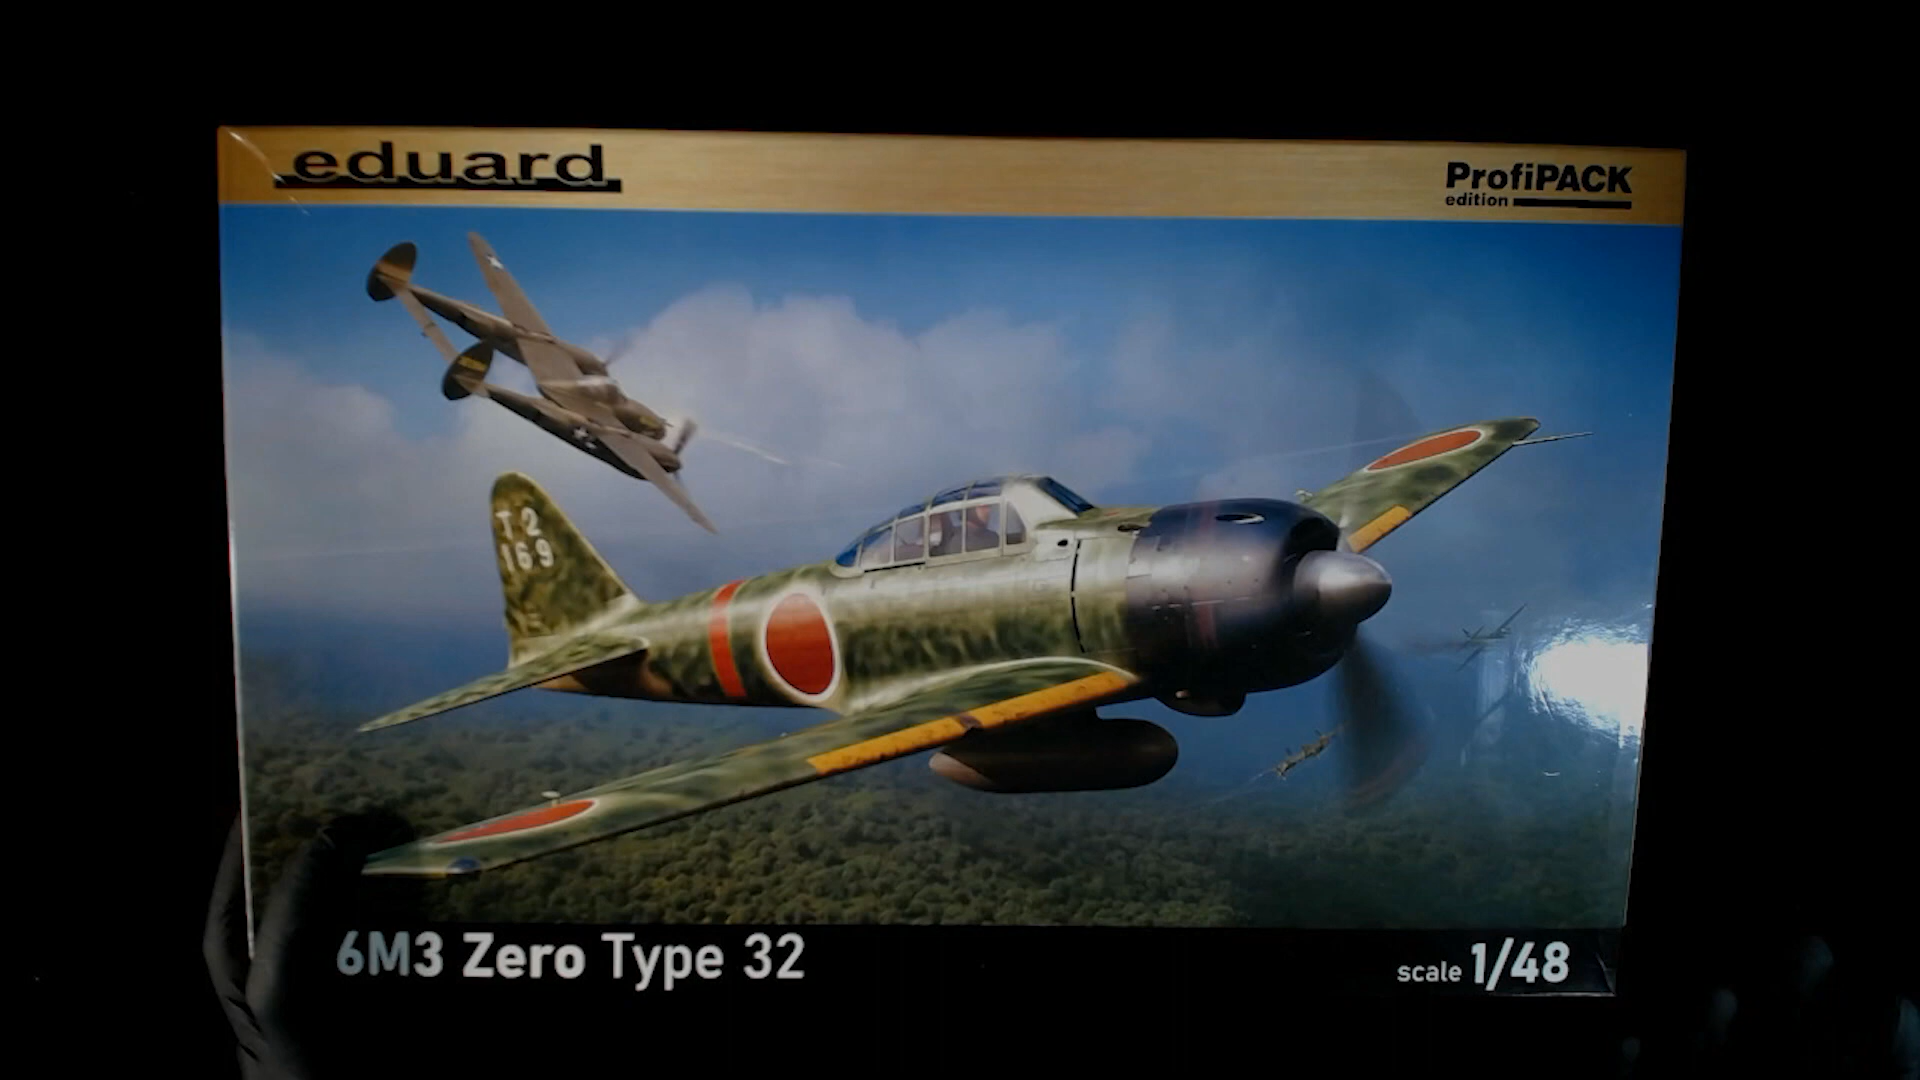 eduard
ProfiPACK
edition
T2
169
6M3 Zero Type 32
scale 1/48